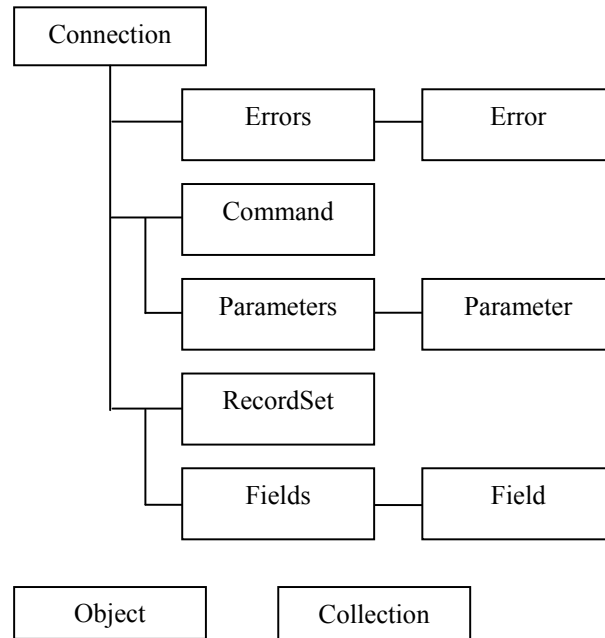 Connection
Errors
Error
Command
Parameters
Parameter
RecordSet
Fields
Field
Object
Collection